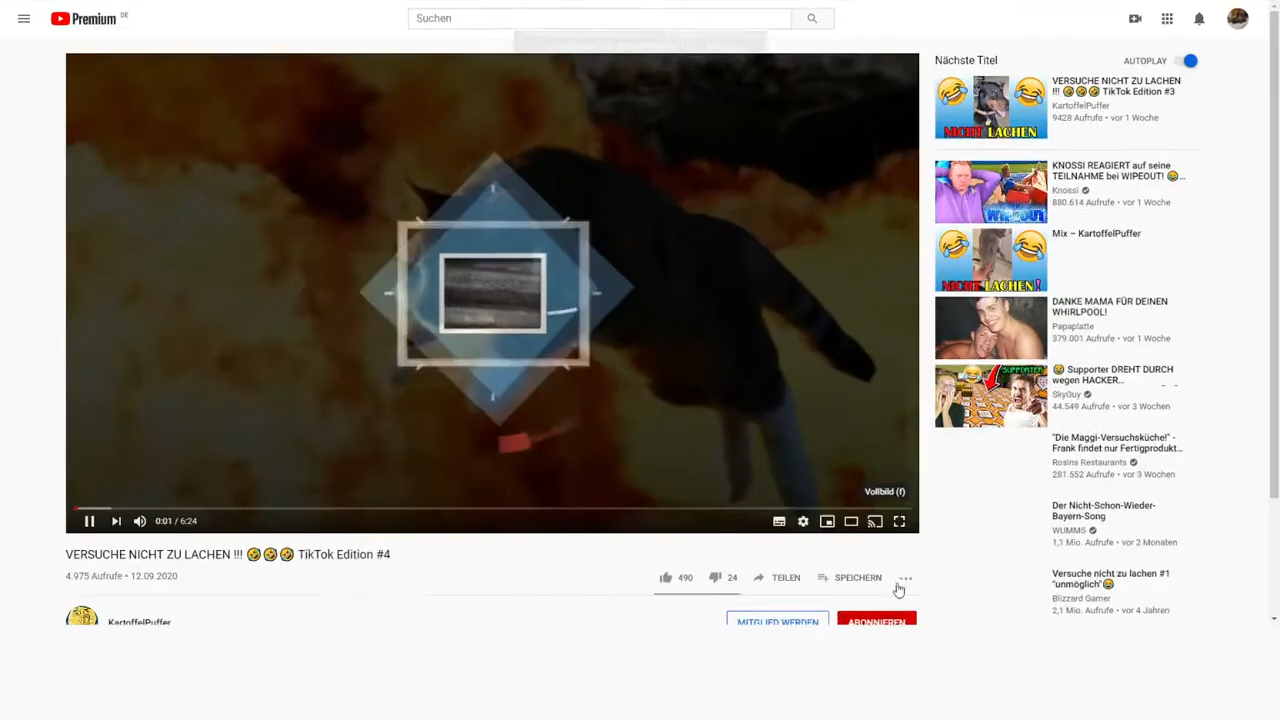 Premium DE
Suchen
Vollbild (f)
0:01 / 6:24
VERSUCHE NICHT ZU LACHEN !!! 🤣🤣🤣 TikTok Edition #4
4.975 Aufrufe • 12.09.2020
490
24
TEILEN
SPEICHERN
KartoffelPuffer
MITGLIED WERDEN
ABONNIEREN
Nächste Titel
AUTOPLAY
NICHT LACHEN
VERSUCHE NICHT ZU LACHEN
!!! 🤣🤣🤣 TikTok Edition #3
KartoffelPuffer
9428 Aufrufe • vor 1 Woche
WIPEOUT
KNOSSI REAGIERT auf seine
TEILNAHME bei WIPEOUT! 😂...
Knossi
880.614 Aufrufe • vor 1 Woche
NICHT LACHEN!
Mix – KartoffelPuffer
DANKE MAMA FÜR DEINEN
WHIRLPOOL!
Papaplatte
379.001 Aufrufe • vor 1 Woche
SUPPORTER
😂 Supporter DREHT DURCH
wegen HACKER...
SkyGuy
44.549 Aufrufe • vor 3 Wochen
"Die Maggi-Versuchsküche!" -
Frank findet nur Fertigprodukt...
Rosins Restaurants
281.552 Aufrufe • vor 3 Wochen
Der Nicht-Schon-Wieder-
Bayern-Song
WUMMS
1,1 Mio. Aufrufe • vor 2 Monaten
Versuche nicht zu lachen #1
"unmöglich"😂
Blizzard Gamer
2,1 Mio. Aufrufe • vor 4 Jahren